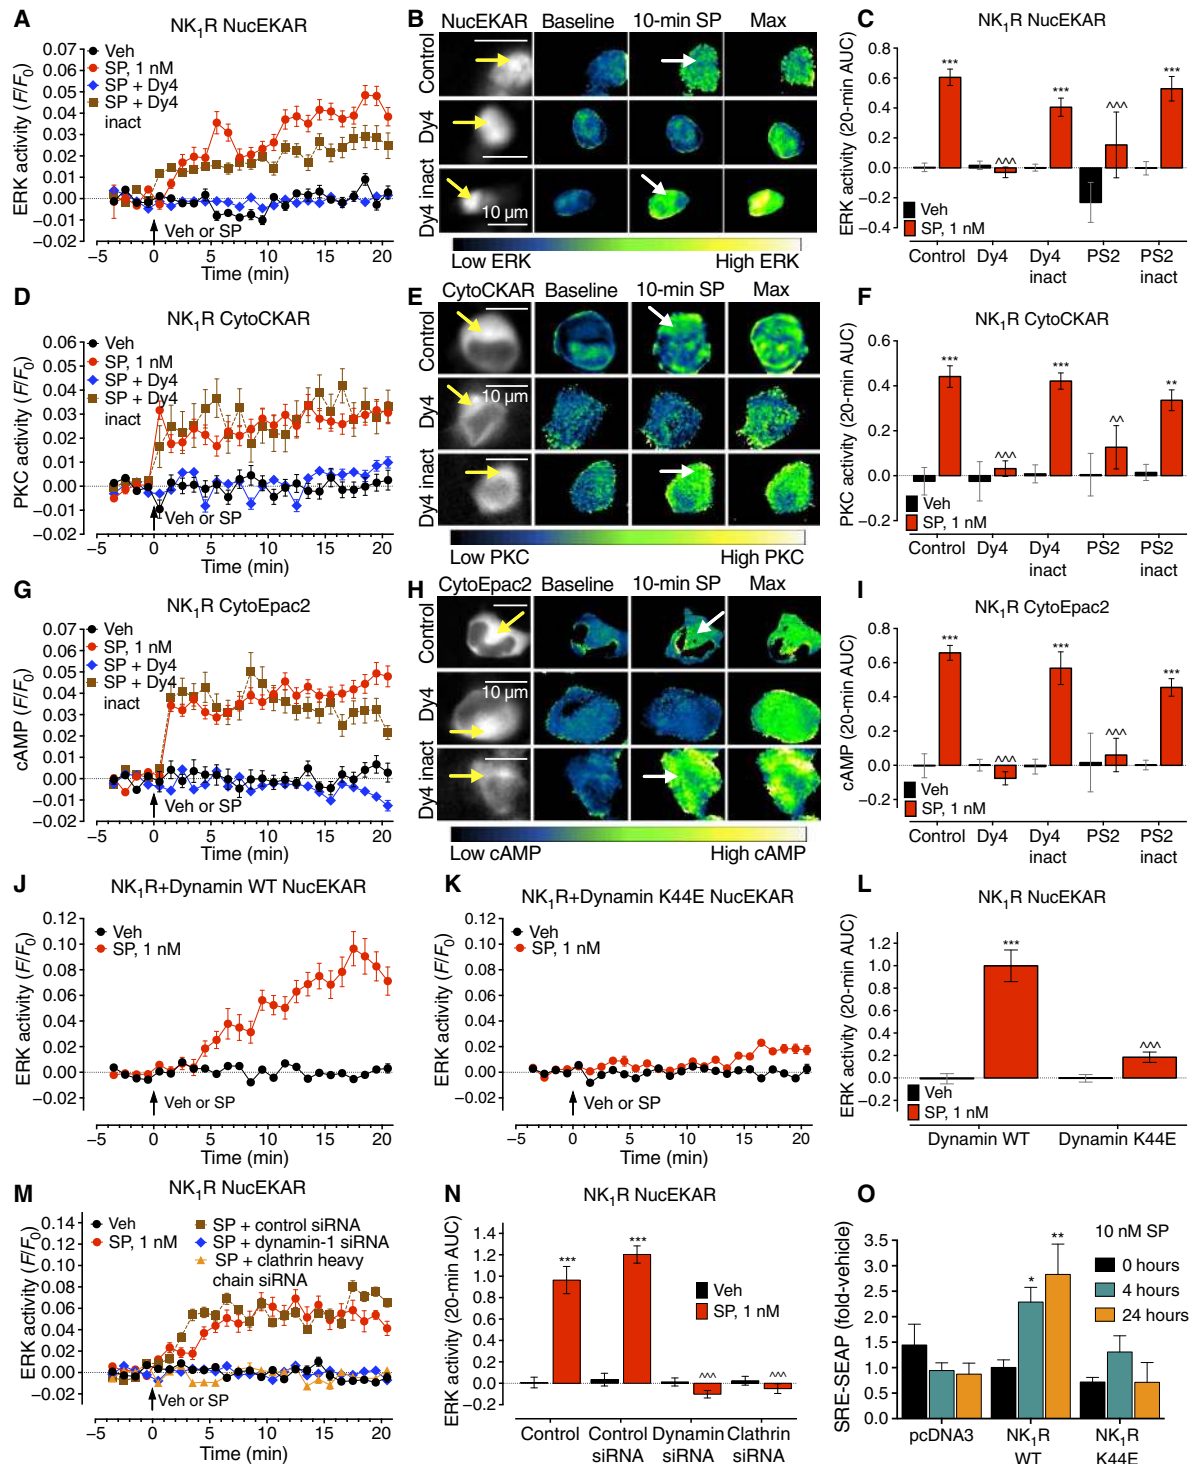 A
NK1R NucEKAR
ERK activity (F/F0)
0.07
0.06
0.05
0.04
0.03
0.02
0.01
0.00
−0.01
−0.02
Veh
SP, 1 nM
SP + Dy4
SP + Dy4
inact
Veh or SP
−5 0 5 10 15 20
Time (min)
B
NucEKAR Baseline 10-min SP Max
Control
Dy4
Dy4 inact
10 µm
Low ERK High ERK
C
NK1R NucEKAR
ERK activity (20-min AUC)
0.8
0.6
0.4
0.2
0.0
−0.2
−0.4
*** ^^^ *** ^^^ ***
Veh
SP, 1 nM
Control Dy4 Dy4 PS2 PS2
inact inact
D
NK1R CytoCKAR
PKC activity (F/F0)
0.06
0.05
0.04
0.03
0.02
0.01
0.00
−0.01
−0.02
Veh
SP, 1 nM
SP + Dy4
SP + Dy4
inact
Veh or SP
−5 0 5 10 15 20
Time (min)
E
CytoCKAR Baseline 10-min SP Max
Control
Dy4
Dy4 inact
10 µm
Low PKC High PKC
F
NK1R CytoCKAR
PKC activity (20-min AUC)
0.6
0.4
0.2
0.0
−0.2
*** ^^^ *** ^^ **
Veh
SP, 1 nM
Control Dy4 Dy4 PS2 PS2
inact inact
G
NK1R CytoEpac2
cAMP (F/F0)
0.07
0.06
0.05
0.04
0.03
0.02
0.01
0.00
−0.01
−0.02
Veh
SP, 1 nM
SP + Dy4
SP + Dy4
inact
Veh or SP
−5 0 5 10 15 20
Time (min)
H
CytoEpac2 Baseline 10-min SP Max
Control
Dy4
Dy4 inact
10 µm
Low cAMP High cAMP
I
NK1R CytoEpac2
cAMP (20-min AUC)
0.8
0.6
0.4
0.2
0.0
−0.2
*** ^^^ *** ^^^ ***
Veh
SP, 1 nM
Control Dy4 Dy4 PS2 PS2
inact inact
J
NK1R+Dynamin WT NucEKAR
ERK activity (F/F0)
0.12
0.10
0.08
0.06
0.04
0.02
0.00
−0.02
Veh
SP, 1 nM
Veh or SP
−5 0 5 10 15 20
Time (min)
K
NK1R+Dynamin K44E NucEKAR
ERK activity (F/F0)
0.12
0.10
0.08
0.06
0.04
0.02
0.00
−0.02
Veh
SP, 1 nM
Veh or SP
−5 0 5 10 15 20
Time (min)
L
NK1R NucEKAR
ERK activity (20-min AUC)
1.2
1.0
0.8
0.6
0.4
0.2
0.0
−0.2
*** ^^^
Veh
SP, 1 nM
Dynamin WT Dynamin K44E
M
NK1R NucEKAR
ERK activity (F/F0)
0.14
0.12
0.10
0.08
0.06
0.04
0.02
0.00
−0.02
Veh
SP, 1 nM
SP + control siRNA
SP + dynamin-1 siRNA
SP + clathrin heavy
chain siRNA
Veh or SP
−5 0 5 10 15 20
Time (min)
N
NK1R NucEKAR
ERK activity (20-min AUC)
1.4
1.2
1.0
0.8
0.6
0.4
0.2
0.0
−0.2
*** *** ^^^ ^^^
Veh
SP, 1 nM
Control Control Dynamin Clathrin
siRNA siRNA siRNA
O
SRE-SEAP (fold-vehicle)
3.5
3.0
2.5
2.0
1.5
1.0
0.5
0.0
* **
10 nM SP
0 hours
4 hours
24 hours
pcDNA3 NK1R NK1R
WT K44E